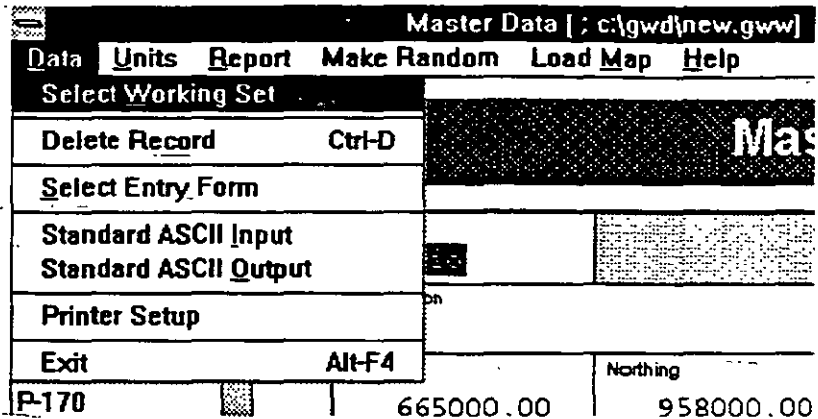 Master Data [ ; c:\gwd\new.gww]
Data Units Report Make Random Load Map Help
Select Working Set
Delete Record Ctrl-D
Mas
Select Entry Form
Standard ASCII Input
Standard ASCII Output
on
Printer Setup
Exit Alt-F4
Northing
P-170 665000.00 958000.00